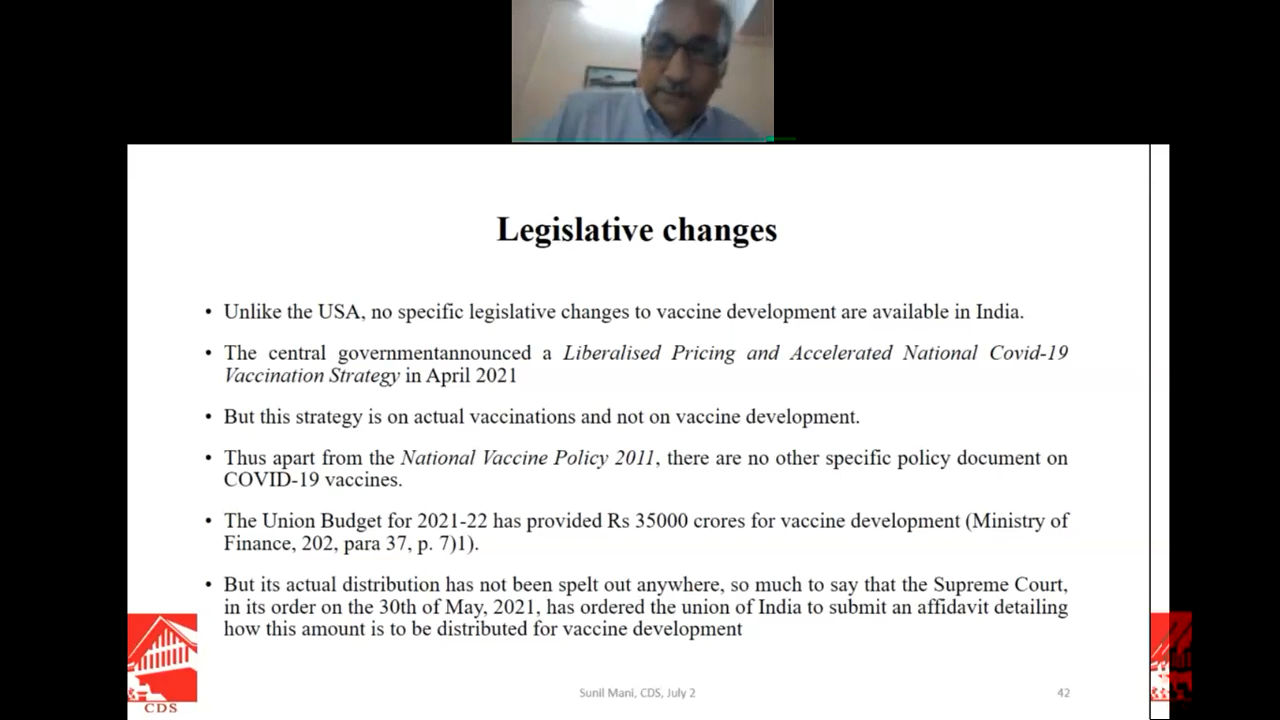 Legislative changes
• Unlike the USA, no specific legislative changes to vaccine development are available in India.
• The central governmentannounced a Liberalised Pricing and Accelerated National Covid-19
Vaccination Strategy in April 2021
• But this strategy is on actual vaccinations and not on vaccine development.
• Thus apart from the National Vaccine Policy 2011, there are no other specific policy document on
COVID-19 vaccines.
• The Union Budget for 2021-22 has provided Rs 35000 crores for vaccine development (Ministry of
Finance, 202, para 37, p. 7)1).
• But its actual distribution has not been spelt out anywhere, so much to say that the Supreme Court,
in its order on the 30th of May, 2021, has ordered the union of India to submit an affidavit detailing
how this amount is to be distributed for vaccine development
CDS
Sunil Mani, CDS, July 2
42